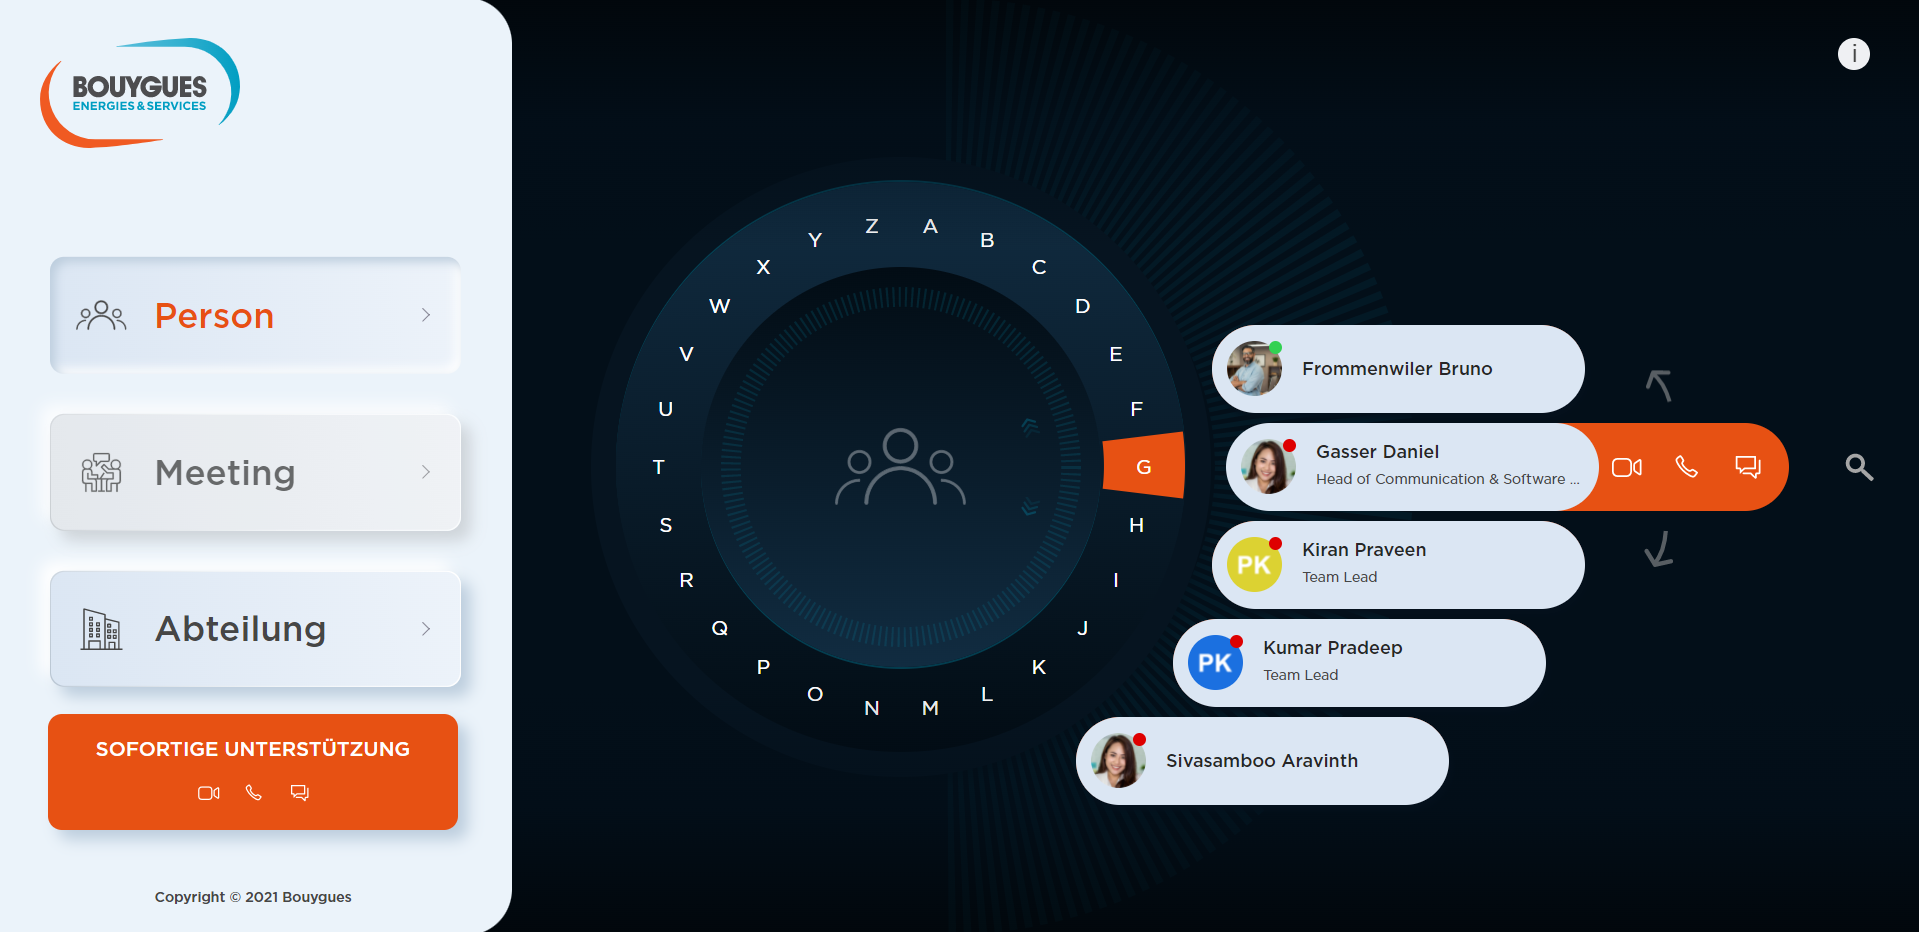 BOUYGUES
ENERGIES & SERVICES
Person
Meeting
Abteilung
SOFORTIGE UNTERSTÜTZUNG
Copyright © 2021 Bouygues
A
B
C
D
E
F
G
H
I
J
K
L
M
N
O
P
Q
R
S
T
U
V
W
X
Y
Z
Frommenwiler Bruno
Gasser Daniel
Head of Communication & Software ...
PK
Kiran Praveen
Team Lead
PK
Kumar Pradeep
Team Lead
Sivasamboo Aravinth
i